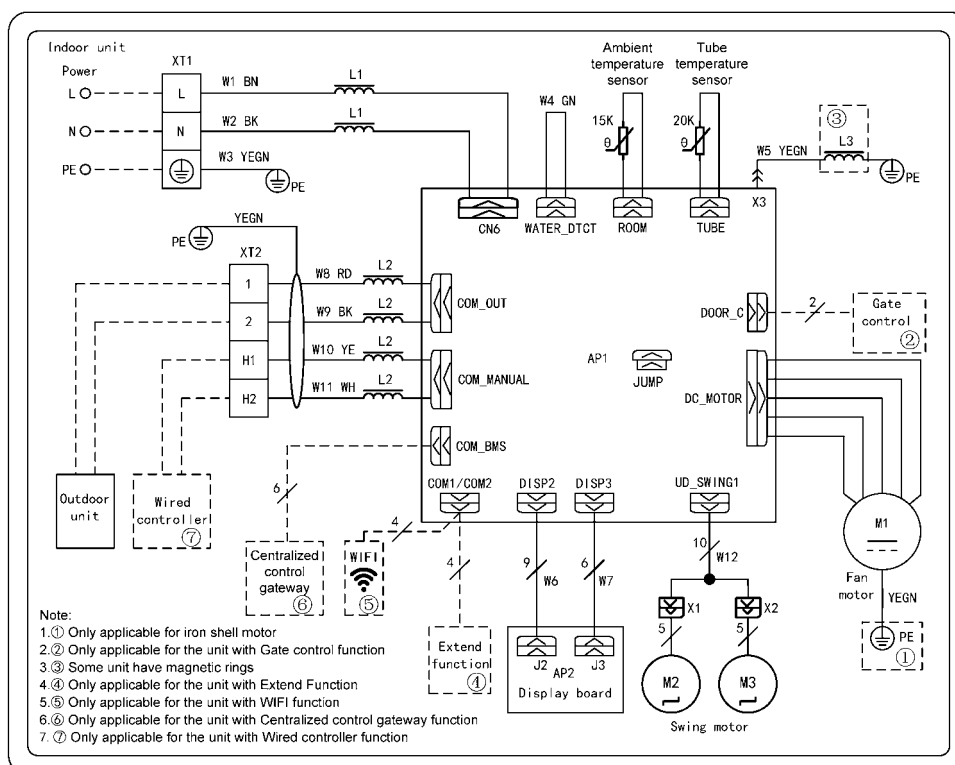 Indoor unit
Power
XT1
L
N
PE
L
N
W1 BN
L1
W2 BK
L1
W3 YEGN
PE
Ambient
temperature
sensor
Tube
temperature
sensor
W4 GN
15K
θ
20K
θ
③
L3
W5 YEGN
PE
X3
CN6
WATER_DTCT
ROOM
TUBE
YEGN
PE
XT2
1
2
H1
H2
W8 RD
L2
W9 BK
L2
W10 YE
L2
W11 WH
L2
COM_OUT
COM_MANUAL
COM_BMS
AP1
JUMP
DOOR_C
2
Gate
control
②
DC_MOTOR
COM1/COM2
DISP2
DISP3
UD_SWING1
Outdoor
unit
Wired
controller
⑦
6
Centralized
control
gateway
⑥
4
WIFI
⑤
4
Extend
function
④
9
W6
6
W7
J2
J3
AP2
Display board
10
W12
X1
X2
5
5
M2
M3
Swing motor
M1
Fan
motor
YEGN
PE
①
Note:
1.① Only applicable for iron shell motor
2.② Only applicable for the unit with Gate control function
3.③ Some unit have magnetic rings
4.④ Only applicable for the unit with Extend Function
5.⑤ Only applicable for the unit with WIFI function
6.⑥ Only applicable for the unit with Centralized control gateway function
7. ⑦ Only applicable for the unit with Wired controller function